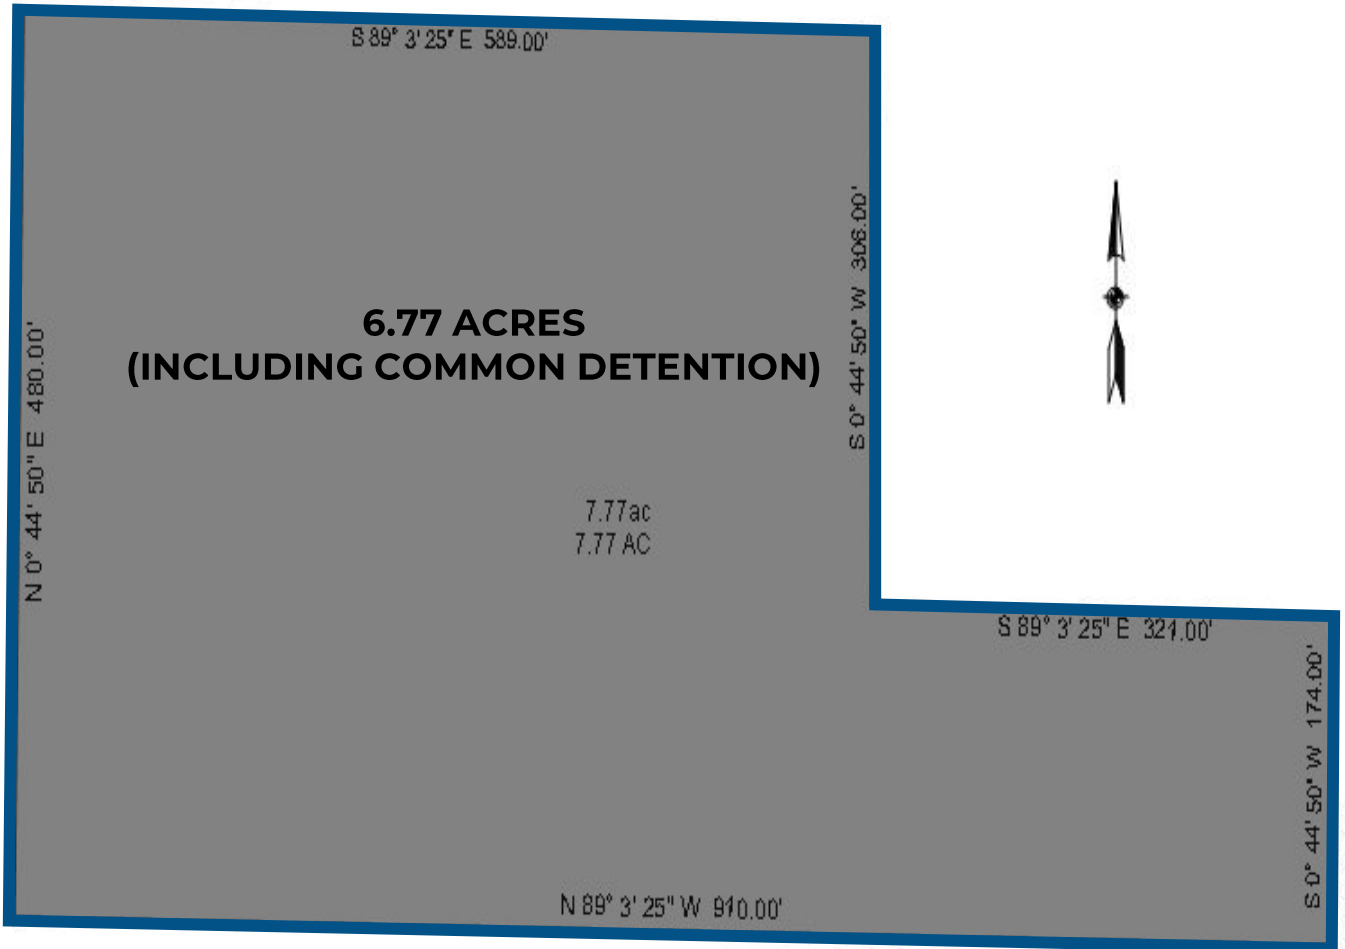 S 89° 3' 25" E 589.00'
S 0° 44' 50" W 306.00'
6.77 ACRES
(INCLUDING COMMON DETENTION)
N 0° 44' 50" E 480.00'
7.77ac
7.77 AC
S 89° 3' 25" E 321.00'
S 0° 44' 50" W 174.00'
N 89° 3' 25" W 910.00'